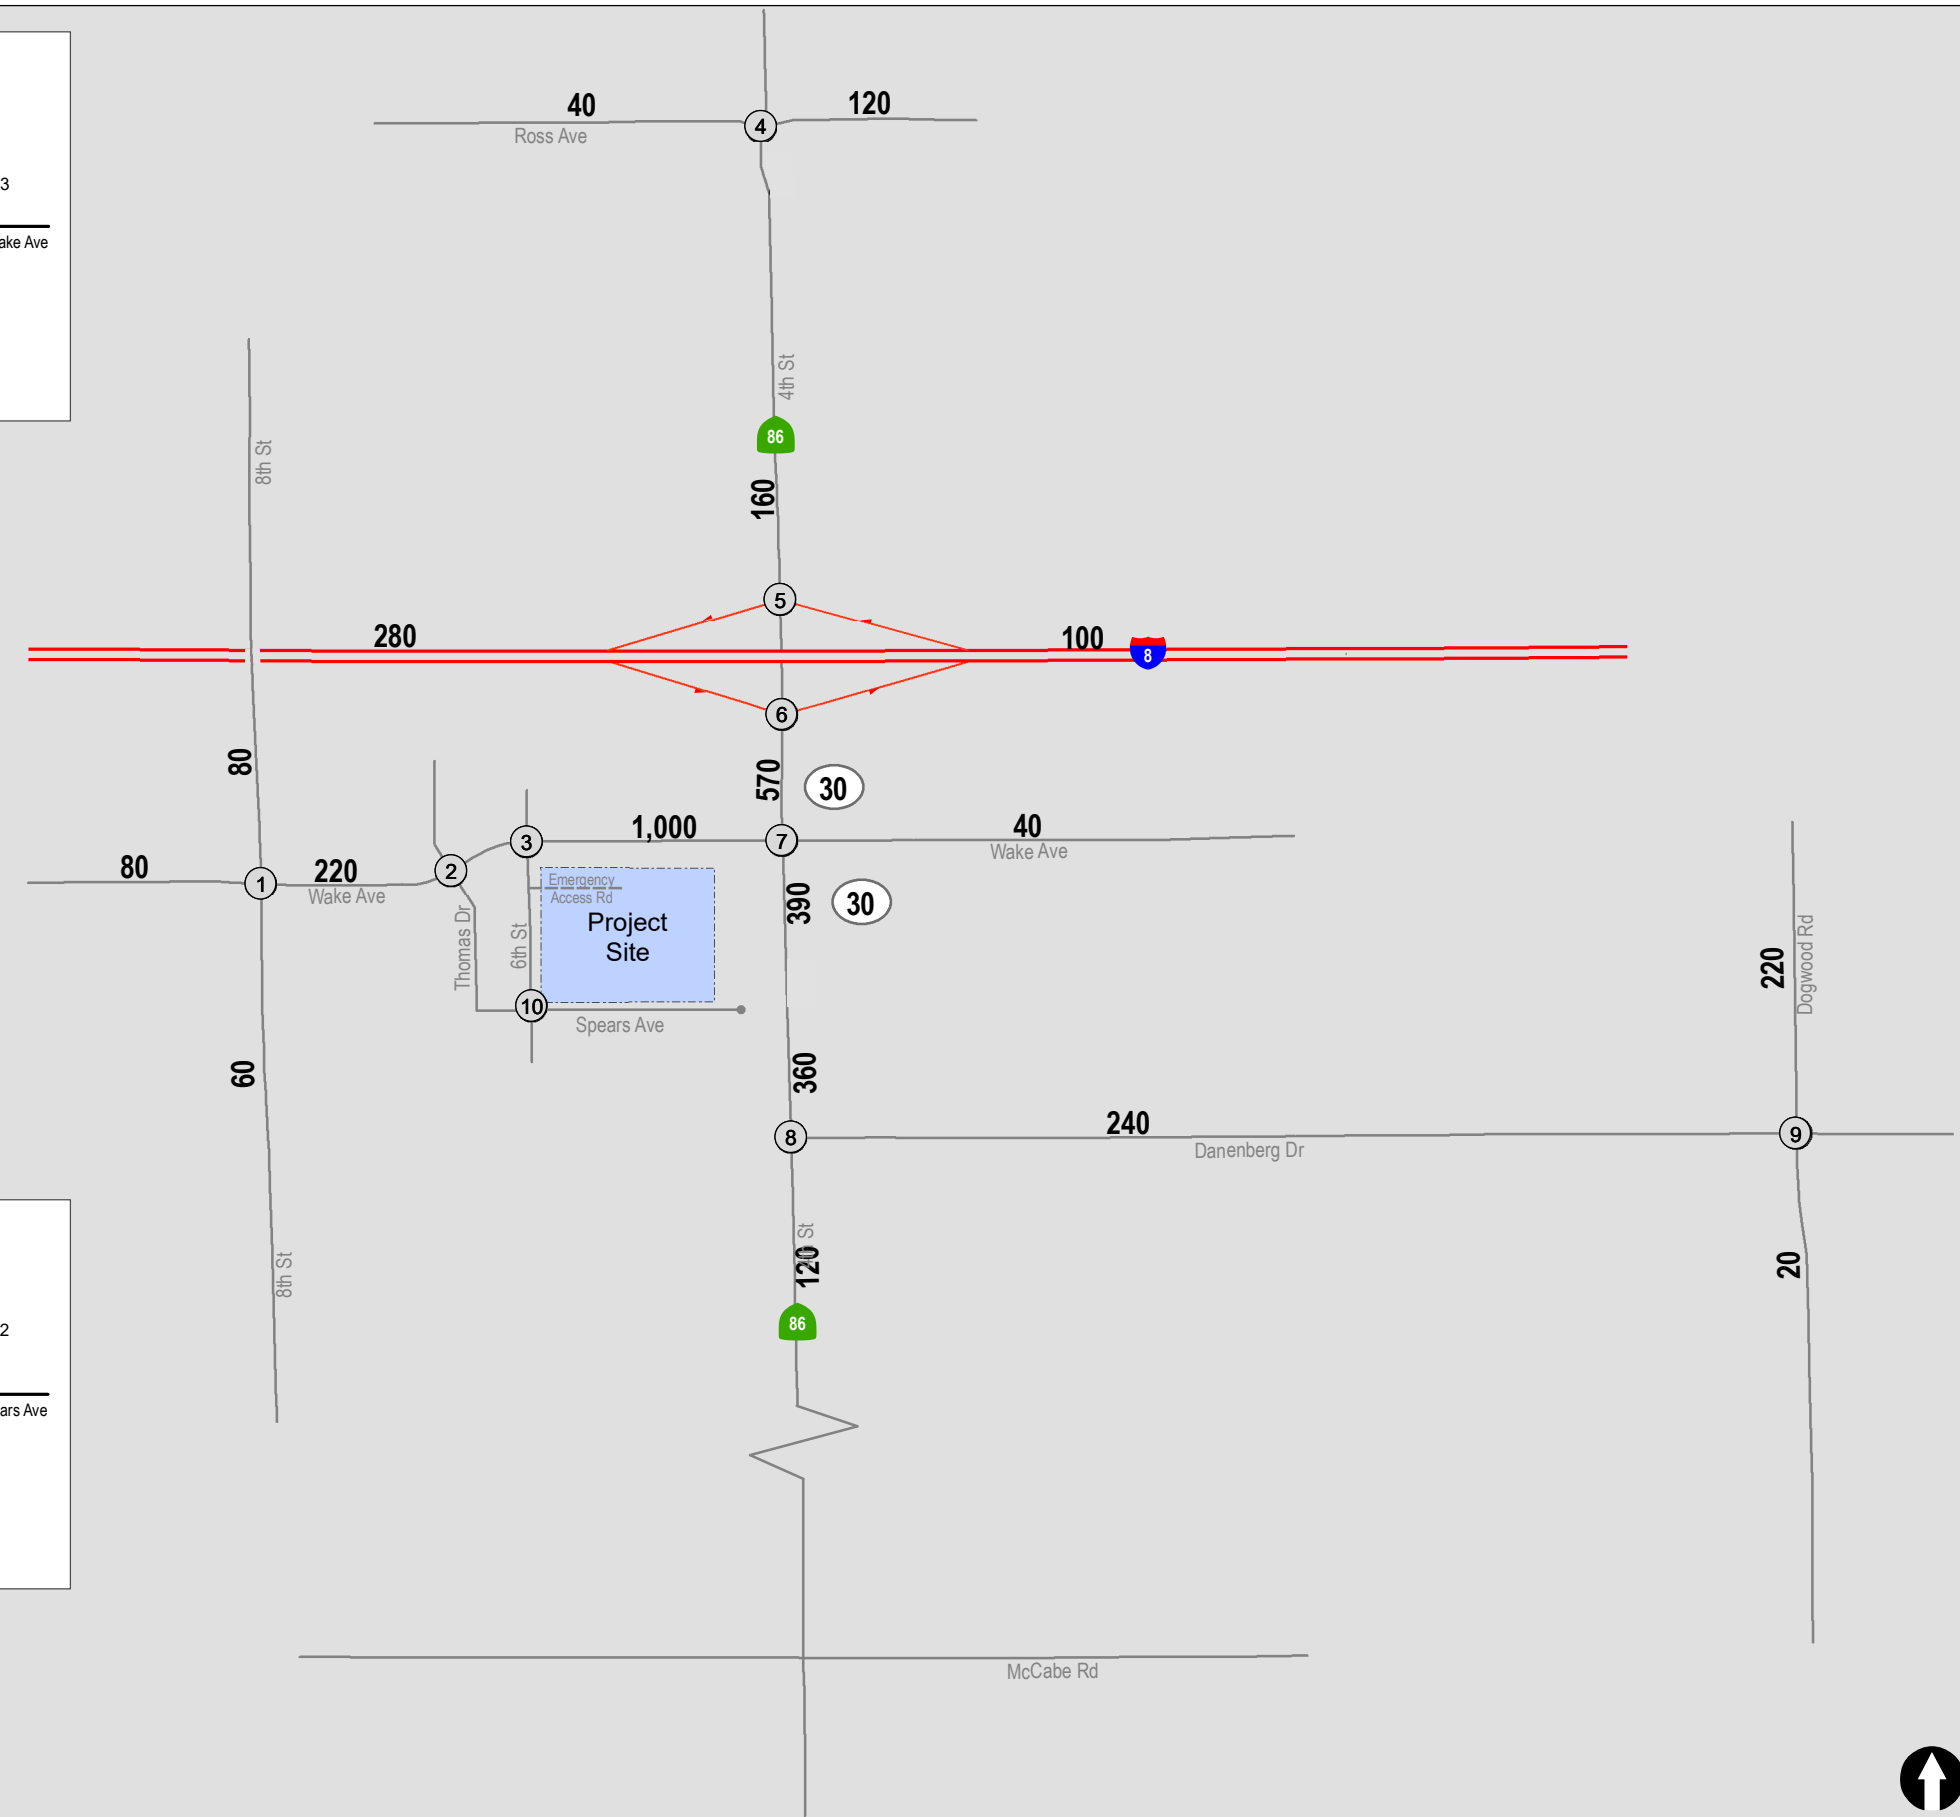 40
120
4
Ross Ave
3
ake Ave
4th St
86
8th St
160
5
280
100
8
6
80
570
30
1,000
40
3
7
Wake Ave
80
220
2
1
Wake Ave
Emergency
Access Rd
390
30
Project
Site
Thomas Dr
6th St
220
Dogwood Rd
10
Spears Ave
60
360
240
8
9
Danenberg Dr
4th St
120
20
8th St
86
2
ars Ave
McCabe Rd